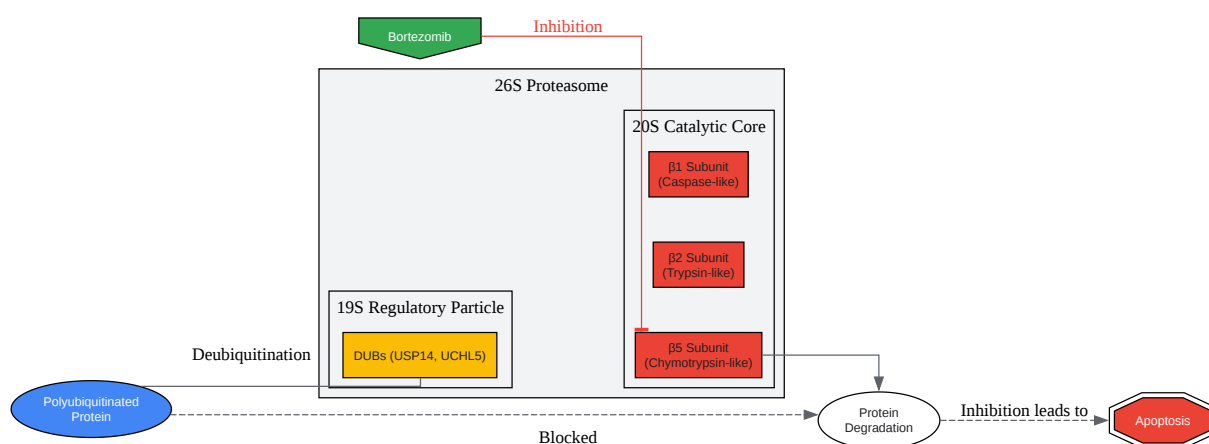 Bortezomib
Inhibition
26S Proteasome
20S Catalytic Core
β1 Subunit
(Caspase-like)
β2 Subunit
(Trypsin-like)
19S Regulatory Particle
DUBs (USP14, UCHL5)
β5 Subunit
(Chymotrypsin-like)
Deubiquitination
Polyubiquitinated
Protein
Blocked
Protein
Degradation
Inhibition leads to
Apoptosis